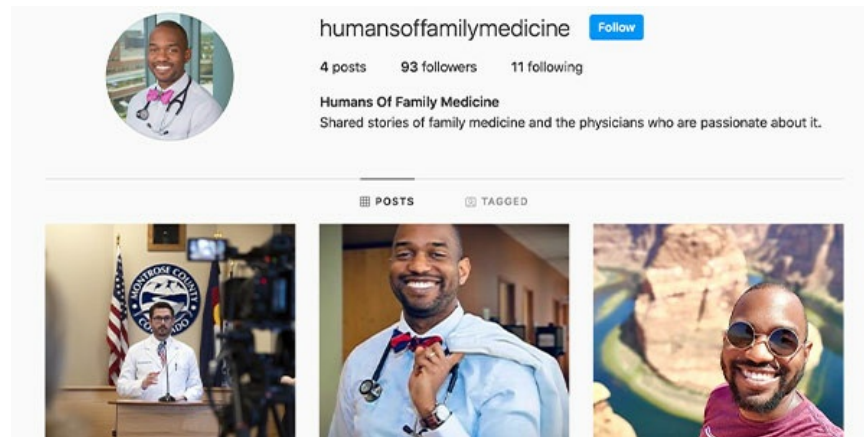 humansoffamilymedicine Follow
4 posts 93 followers 11 following
Humans Of Family Medicine
Shared stories of family medicine and the physicians who are passionate about it.
POSTS TAGGED
MONTROSE COUNTY
COLORADO